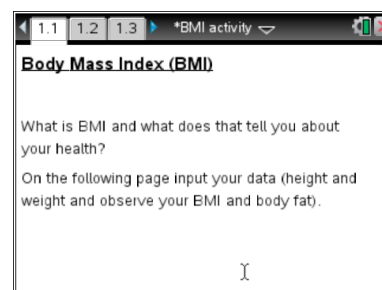 1.1 1.2 1.3 *BMI activity
Body Mass Index (BMI)
What is BMI and what does that tell you about
your health?
On the following page input your data (height and
weight and observe your BMI and body fat).